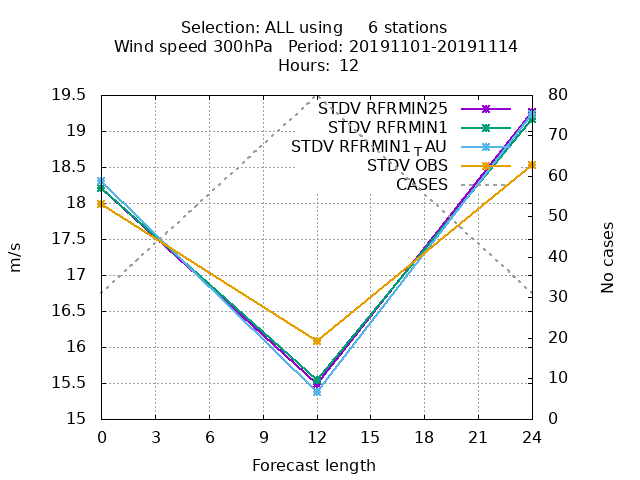 Selection: ALL using     6 stations
Wind speed 300hPa   Period: 20191101-20191114
Hours:  12
STDV RFRMIN25
STDV RFRMIN1
STDV RFRMIN1TAU
STDV OBS
CASES
19.5
19
18.5
18
17.5
17
16.5
16
15.5
15
80
70
60
50
40
30
20
10
0
m/s
No cases
0 3 6 9 12 15 18 21 24
Forecast length